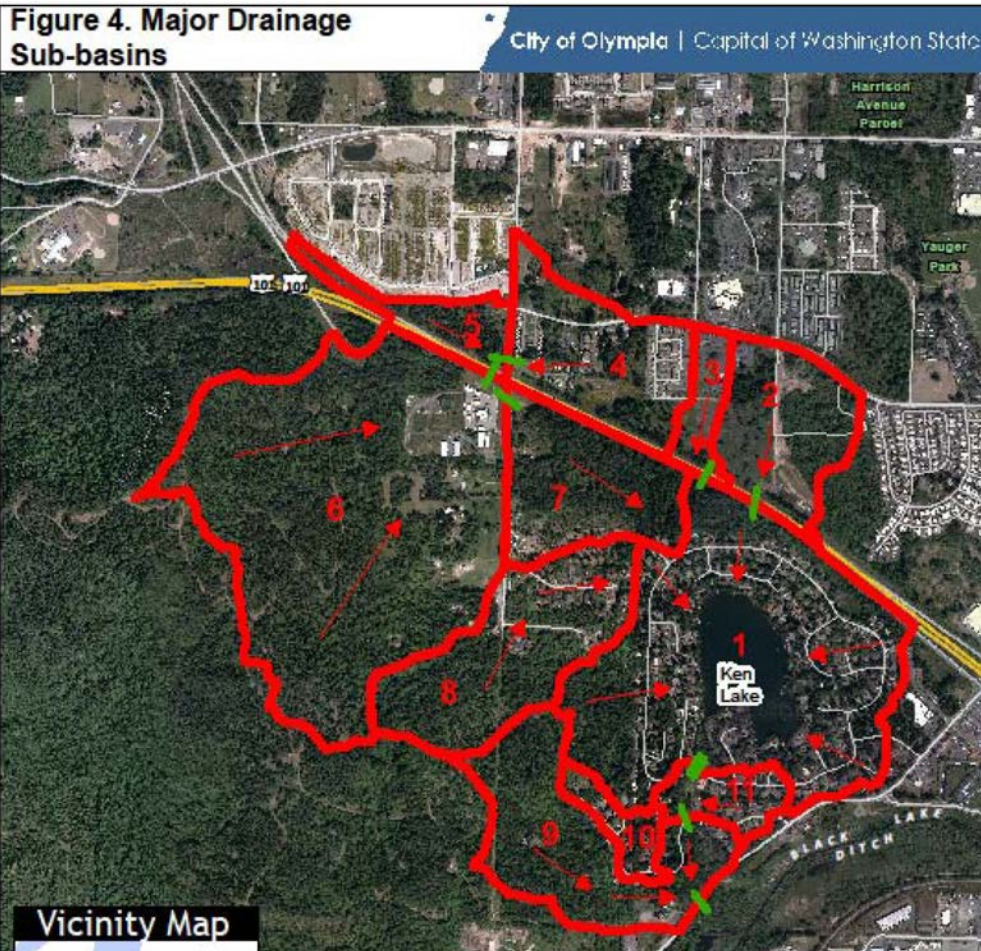 Figure 4. Major Drainage
Sub-basins
City of Olympia | Capital of Washington State
Harrison
Avenue
Parcel
Yauger
Park
101 101
5
4
3
2
6
7
1
Ken
Lake
8
11
9
10
BLACK LAKE
DITCH
Vicinity Map